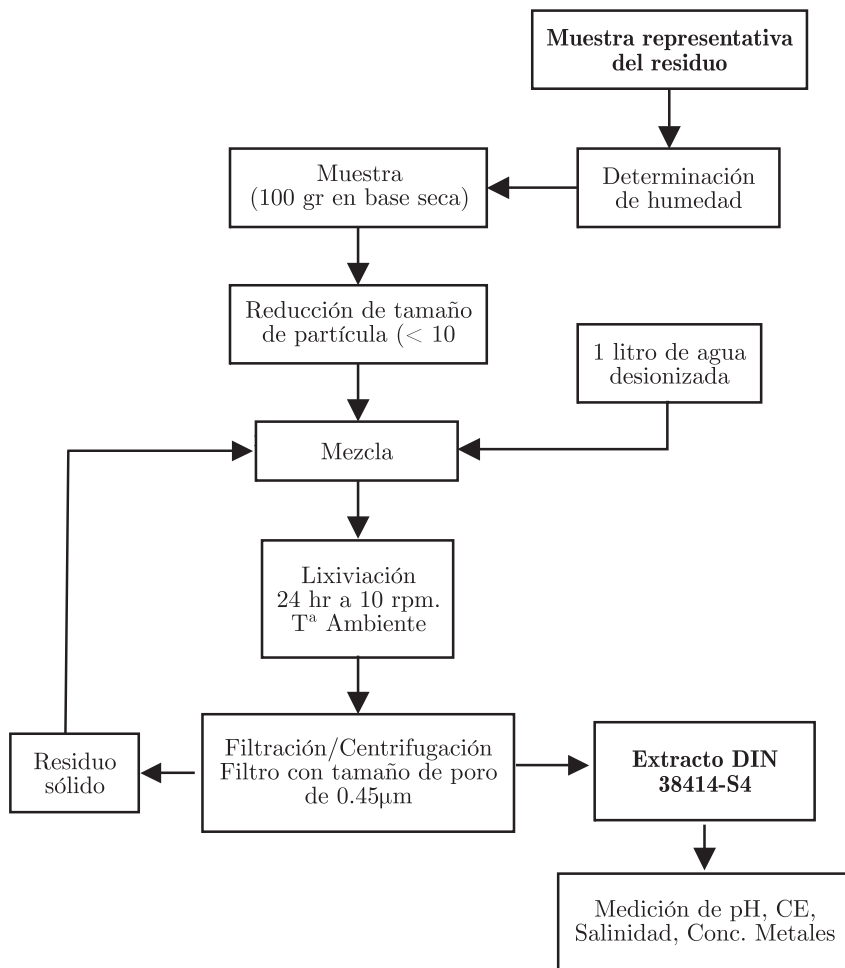 Muestra representativa
del residuo
Determinación
de humedad
Muestra
(100 gr en base seca)
Reducción de tamaño
de partícula (< 10
1 litro de agua
desionizada
Mezcla
Lixiviación
24 hr a 10 rpm.
Tª Ambiente
Filtración/Centrifugación
Filtro con tamaño de poro
de 0.45µm
Residuo
sólido
Extracto DIN
38414-S4
Medición de pH, CE,
Salinidad, Conc. Metales